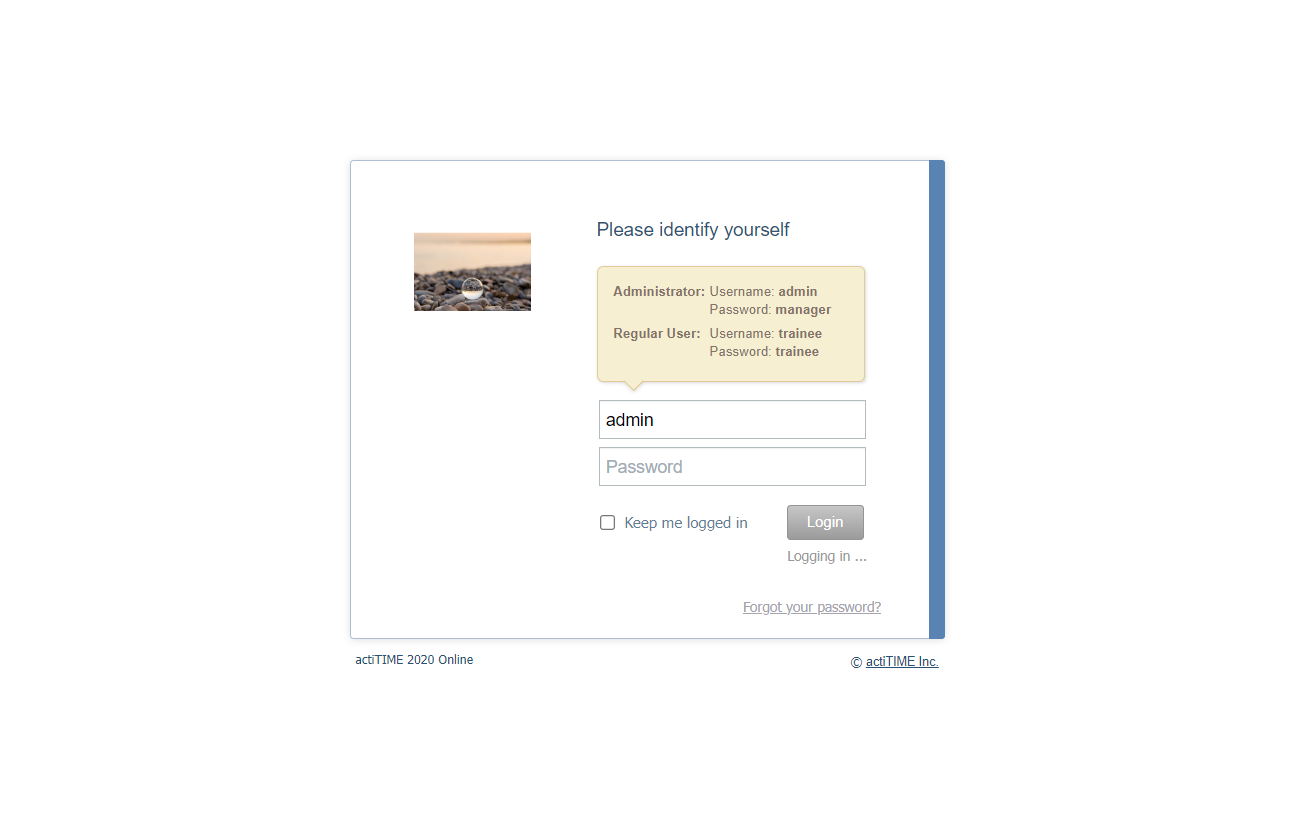 Please identify yourself
Administrator: Username: admin
Password: manager
Regular User: Username: trainee
Password: trainee
admin
Password
Keep me logged in
Login
Logging in ...
Forgot your password?
actiTIME 2020 Online
© actiTIME Inc.